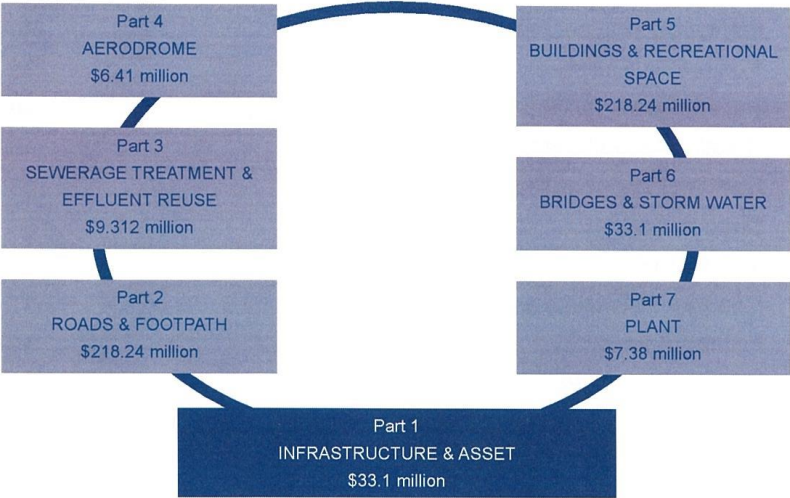 Part 4
AERODROME
$6.41 million
Part 5
BUILDINGS & RECREATIONAL
SPACE
$218.24 million
Part 3
SEWERAGE TREATMENT &
EFFLUENT REUSE
$9.312 million
Part 6
BRIDGES & STORM WATER
$33.1 million
Part 2
ROADS & FOOTPATH
$218.24 million
Part 7
PLANT
$7.38 million
Part 1
INFRASTRUCTURE & ASSET
$33.1 million